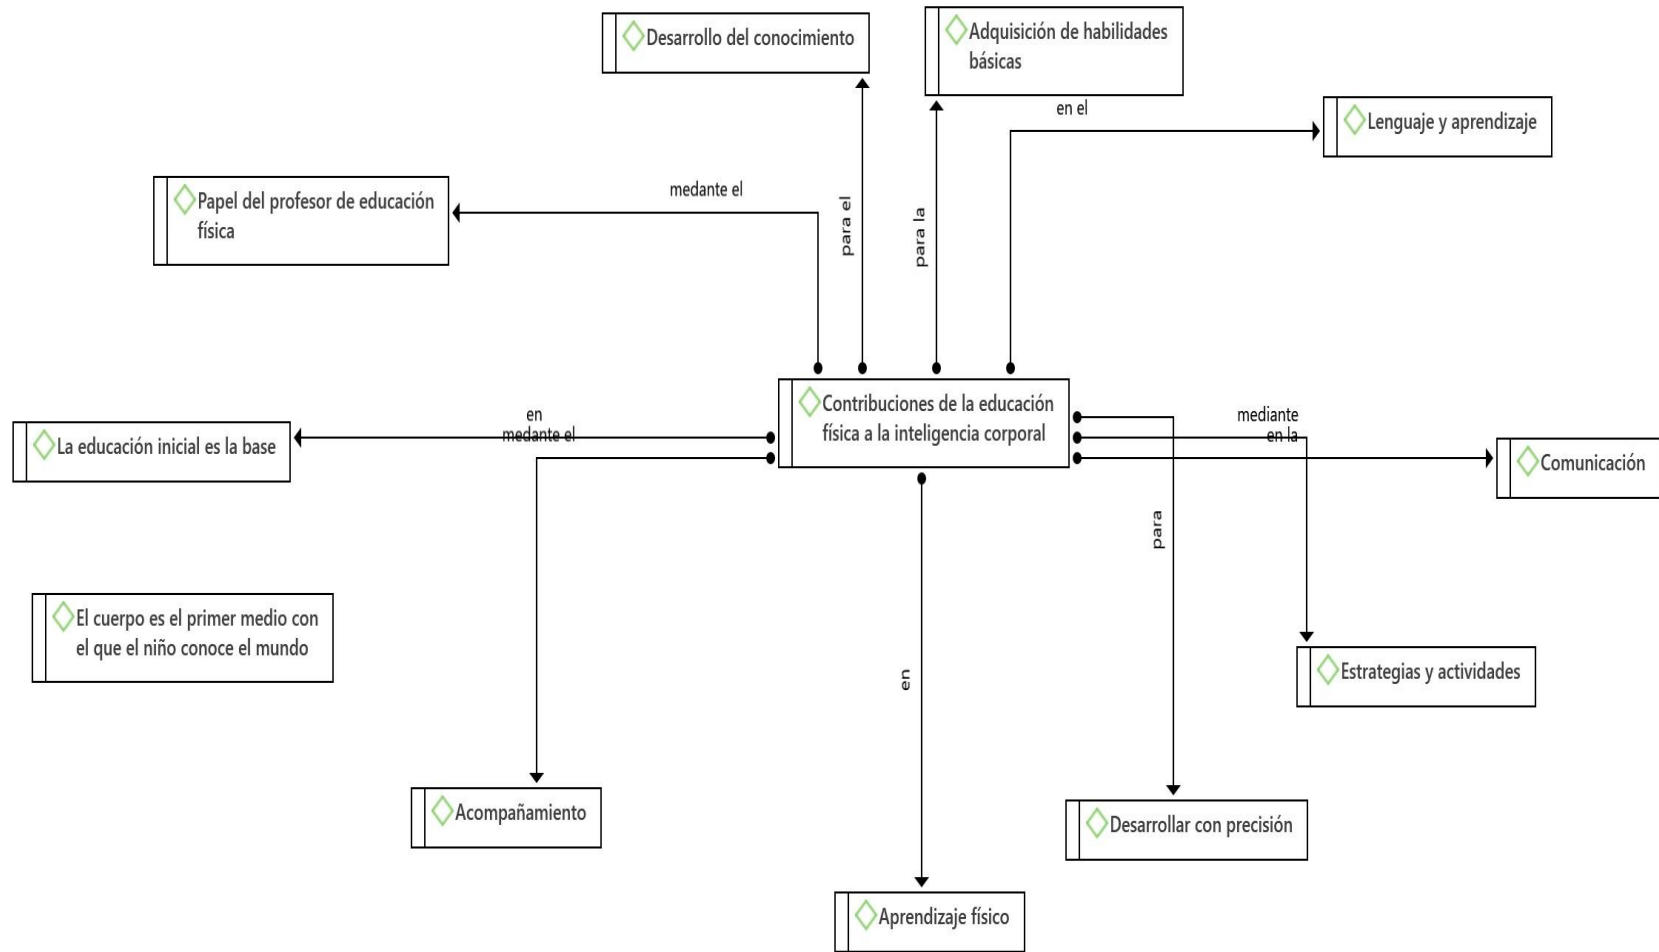 Desarrollo del conocimiento
Adquisición de habilidades
básicas
en el
Lenguaje y aprendizaje
medante el
Papel del profesor de educación
física
para el
para la
Contribuciones de la educación
física a la inteligencia corporal
en
medante el
La educación inicial es la base
mediante
en la
Comunicación
para
El cuerpo es el primer medio con
el que el niño conoce el mundo
en
Estrategias y actividades
Acompañamiento
Desarrollar con precisión
Aprendizaje físico